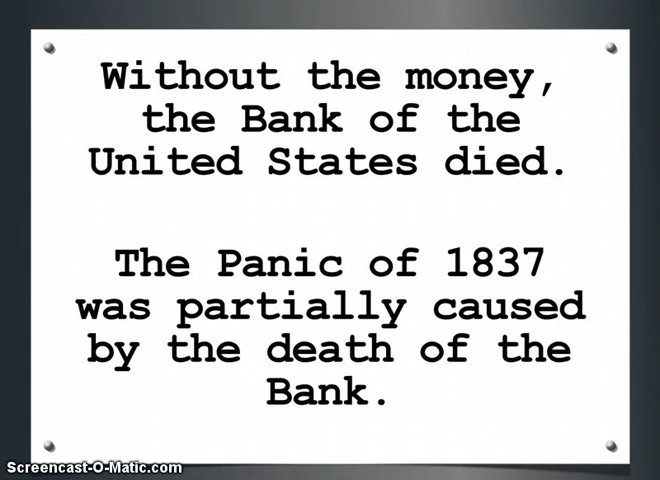 Without the money,
the Bank of the
United States died.
The Panic of 1837
was partially caused
by the death of the
Bank.
Screencast-O-Matic.com